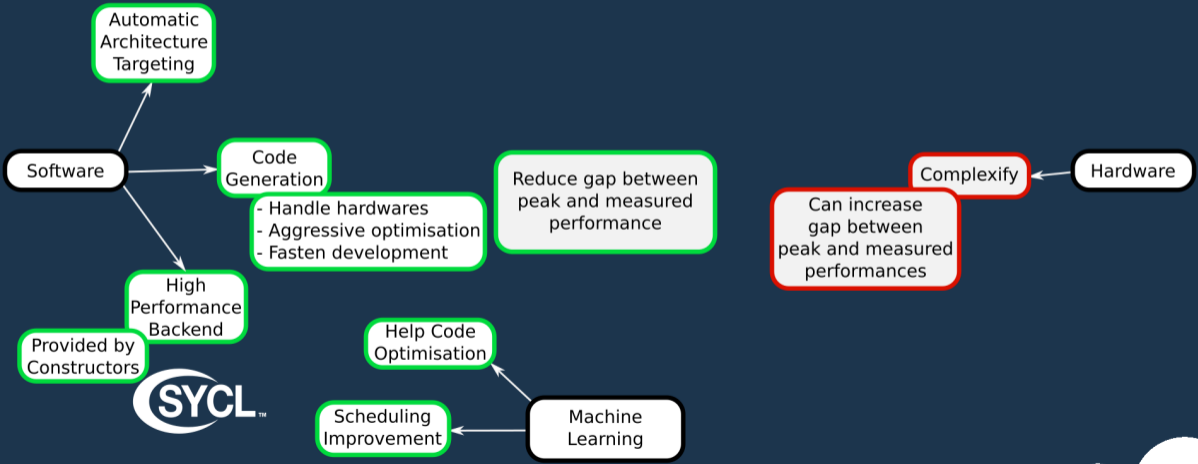 Automatic
Architecture
Targeting
Software
Code
Generation
- Handle hardwares
- Aggressive optimisation
- Fasten development
High
Performance
Backend
Provided by
Constructors
SYCL™
Reduce gap between
peak and measured
performance
Complexify
Can increase
gap between
peak and measured
performances
Hardware
Help Code
Optimisation
Scheduling
Improvement
Machine
Learning